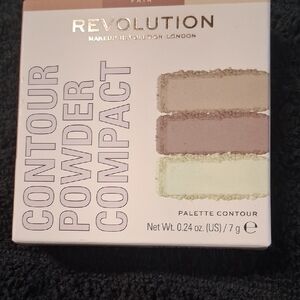 FAIR
REVOLUTION
MAKEUP REVOLUTION LONDON
CONTOUR
POWDER
COMPACT
PALETTE CONTOUR
Net Wt. 0.24 oz. (US) / 7 g ℮